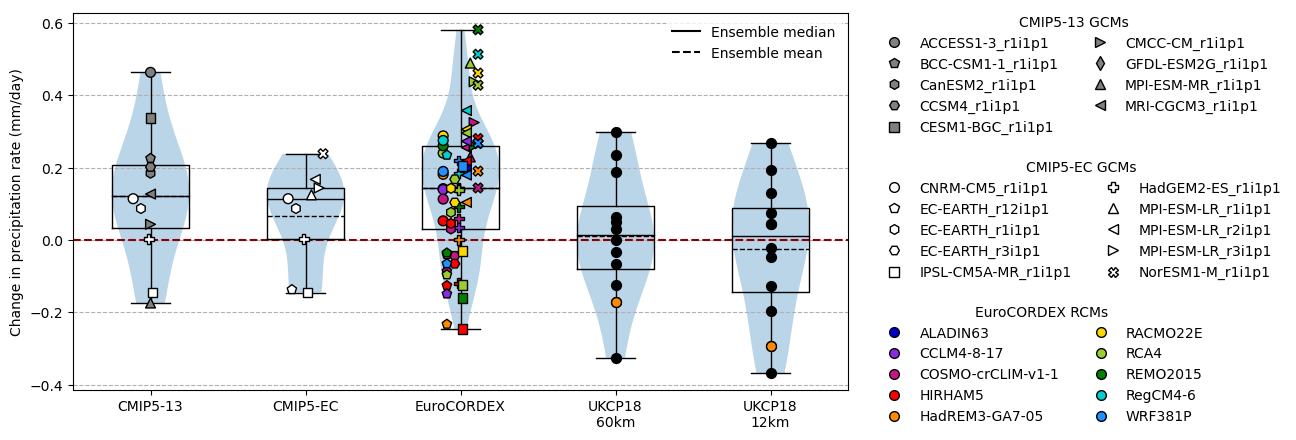 Change in precipitation rate (mm/day)
0.6
0.4
0.2
0.0
−0.2
−0.4
Ensemble median
Ensemble mean
CMIP5-13
CMIP5-EC
EuroCORDEX
UKCP18
60km
UKCP18
12km
CMIP5-13 GCMs
ACCESS1-3_r1i1p1
BCC-CSM1-1_r1i1p1
CanESM2_r1i1p1
CCSM4_r1i1p1
CESM1-BGC_r1i1p1
CMCC-CM_r1i1p1
GFDL-ESM2G_r1i1p1
MPI-ESM-MR_r1i1p1
MRI-CGCM3_r1i1p1
CMIP5-EC GCMs
CNRM-CM5_r1i1p1
EC-EARTH_r12i1p1
EC-EARTH_r1i1p1
EC-EARTH_r3i1p1
IPSL-CM5A-MR_r1i1p1
HadGEM2-ES_r1i1p1
MPI-ESM-LR_r1i1p1
MPI-ESM-LR_r2i1p1
MPI-ESM-LR_r3i1p1
NorESM1-M_r1i1p1
EuroCORDEX RCMs
ALADIN63
CCLM4-8-17
COSMO-crCLIM-v1-1
HIRHAM5
HadREM3-GA7-05
RACMO22E
RCA4
REMO2015
RegCM4-6
WRF381P